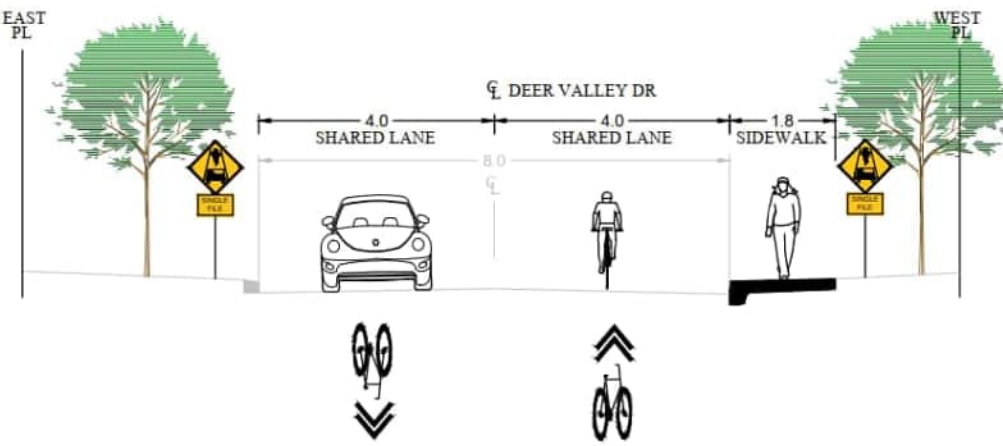 EAST
PL
WEST
PL
℄ DEER VALLEY DR
4.0
SHARED LANE
4.0
SHARED LANE
1.8
SIDEWALK
8.0
℄
SINGLE
FILE
SINGLE
FILE